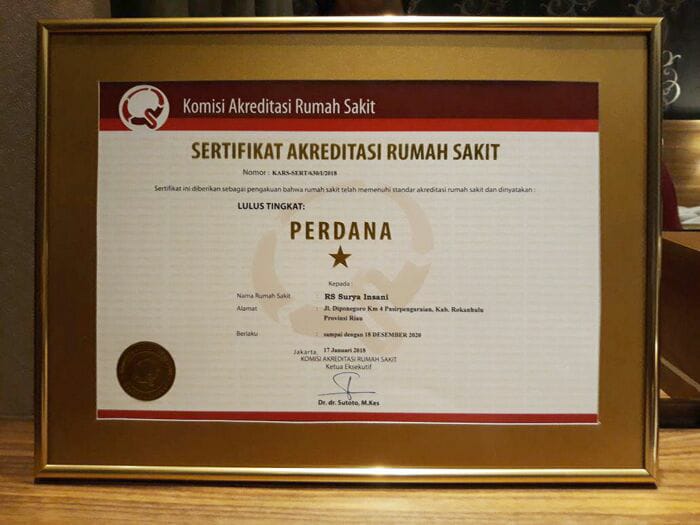 Komisi Akreditasi Rumah Sakit
SERTIFIKAT AKREDITASI RUMAH SAKIT
Nomor : KARS-SERT/630/I/2018
Sertifikat ini diberikan sebagai pengakuan bahwa rumah sakit telah memenuhi standar akreditasi rumah sakit dan dinyatakan :
LULUS TINGKAT:
PERDANA
Kepada :
Nama Rumah Sakit : RS Surya Insani
Alamat : Jl. Diponegoro Km 4 Pasirpengaraian, Kab. Rokanhulu
Provinsi Riau
Berlaku : sampai dengan 18 DESEMBER 2020
Jakarta, 17 Januari 2018
KOMISI AKREDITASI RUMAH SAKIT
Ketua Eksekutif
Dr. dr. Sutoto, M.Kes